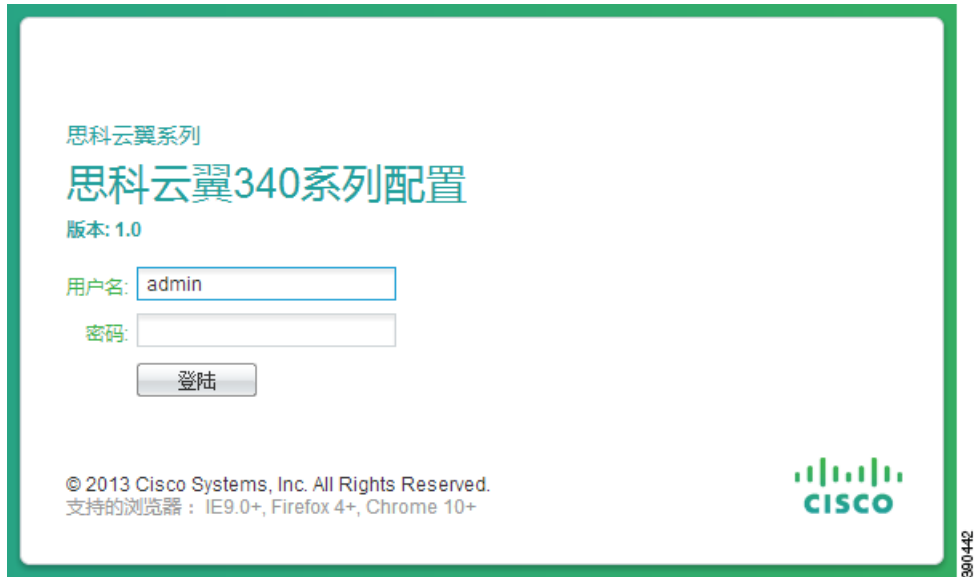 思科云翼系列
思科云翼340系列配置
版本: 1.0
用户名: admin
密码:
登陆
© 2013 Cisco Systems, Inc. All Rights Reserved.
支持的浏览器： IE9.0+, Firefox 4+, Chrome 10+
CISCO
390442